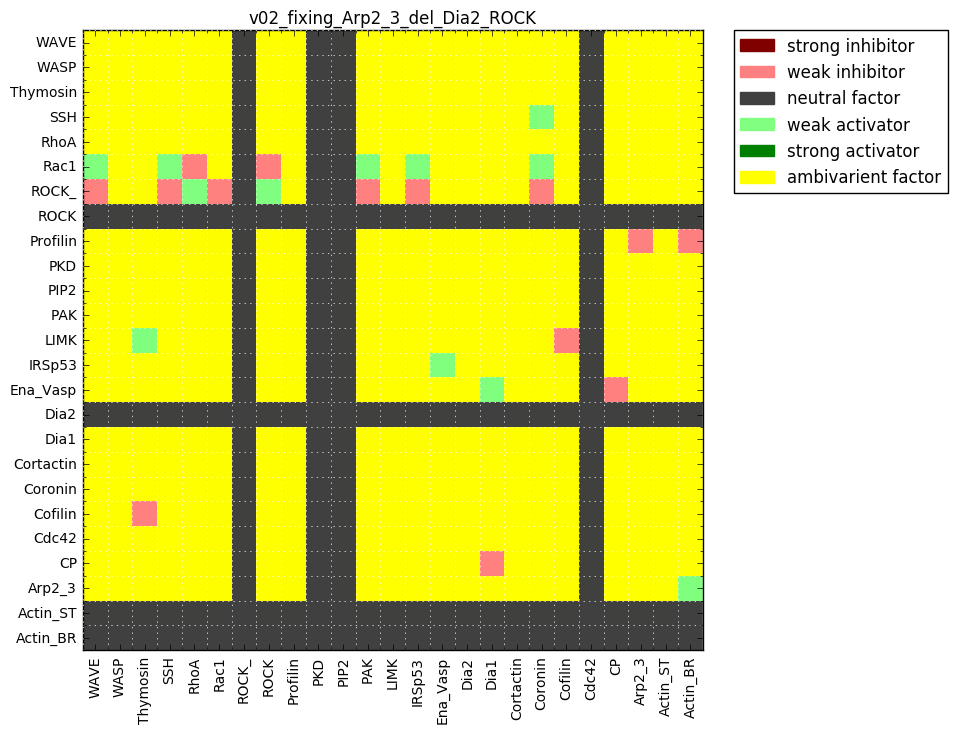 v02_fixing_Arp2_3_del_Dia2_ROCK
strong inhibitor
weak inhibitor
neutral factor
weak activator
strong activator
ambivarient factor
WAVE
WASP
Thymosin
SSH
RhoA
Rac1
ROCK_
ROCK
Profilin
PKD
PIP2
PAK
LIMK
IRSp53
Ena_Vasp
Dia2
Dia1
Cortactin
Coronin
Cofilin
Cdc42
CP
Arp2_3
Actin_ST
Actin_BR
WAVE
WASP
Thymosin
SSH
RhoA
Rac1
ROCK_
ROCK
Profilin
PKD
PIP2
PAK
LIMK
IRSp53
Ena_Vasp
Dia2
Dia1
Cortactin
Coronin
Cofilin
Cdc42
CP
Arp2_3
Actin_ST
Actin_BR